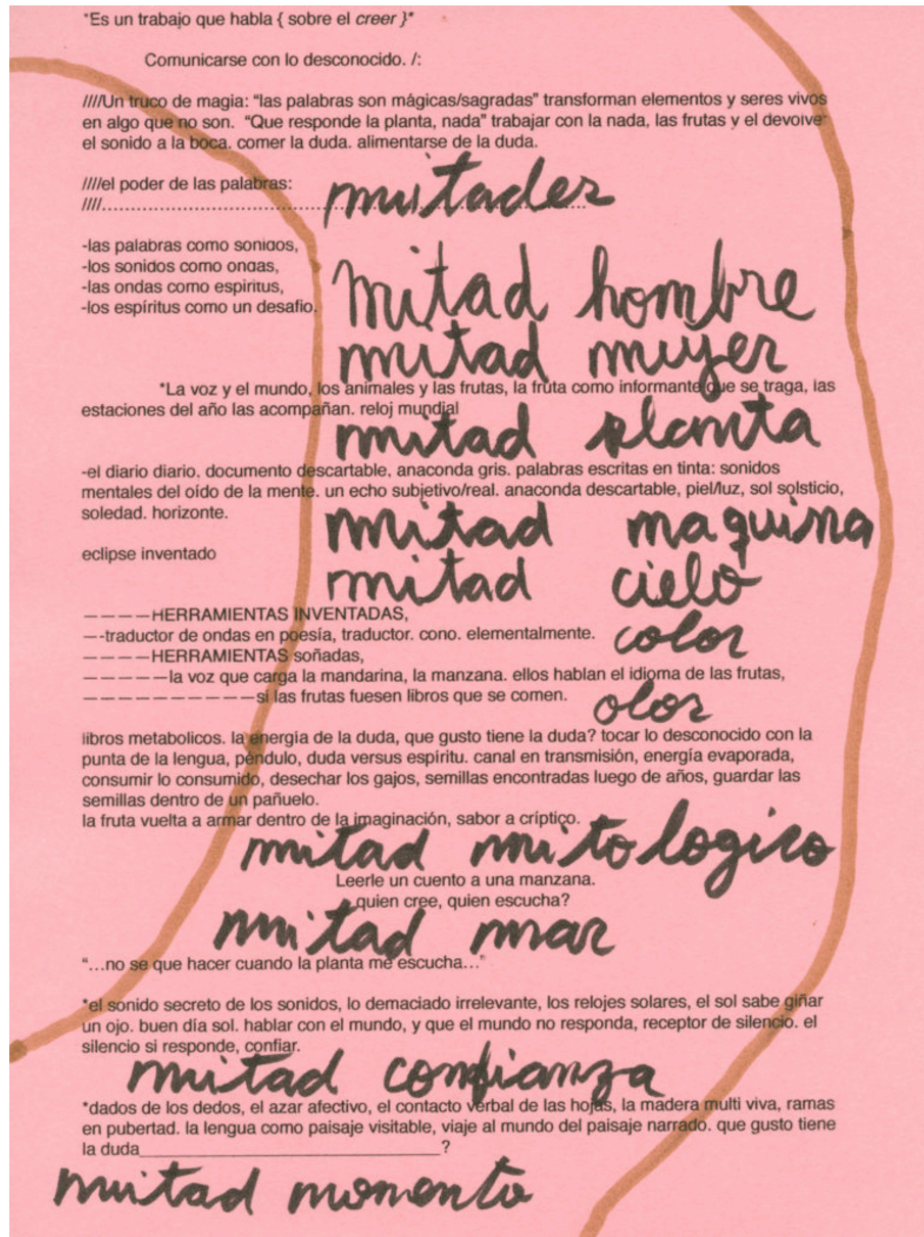 *Es un trabajo que habla { sobre el creer }*
Comunicarse con lo desconocido. /:
////Un truco de magia: “las palabras son mágicas/sagradas” transforman elementos y seres vivos
en algo que no son. “Que responde la planta, nada” trabajar con la nada, las frutas y el devolver
el sonido a la boca. comer la duda. alimentarse de la duda.
////el poder de las palabras:
mitades
////......................................................................................
-las palabras como sonidos,
-los sonidos como ondas,
-las ondas como espiritus,
-los espíritus como un desafio.
mitad hombre
mitad mujer
*La voz y el mundo, los animales y las frutas, la fruta como informante que se traga, las
estaciones del año las acompañan. reloj mundial
mitad planta
-el diario diario. documento descartable, anaconda gris. palabras escritas en tinta: sonidos
mentales del oído de la mente. un echo subjetivo/real. anaconda descartable, piel/luz, sol solsticio,
soledad. horizonte.
mitad maquina
eclipse inventado
mitad cielo
————HERRAMIENTAS INVENTADAS,
—-traductor de ondas en poesía, traductor. cono. elementalmente.
color
————HERRAMIENTAS soñadas,
—————la voz que carga la mandarina, la manzana. ellos hablan el idioma de las frutas,
——————————si las frutas fuesen libros que se comen.
olor
libros metabolicos. la energía de la duda, que gusto tiene la duda? tocar lo desconocido con la
punta de la lengua, péndulo, duda versus espíritu. canal en transmisión, energía evaporada,
consumir lo consumido, desechar los gajos, semillas encontradas luego de años, guardar las
semillas dentro de un pañuelo.
la fruta vuelta a armar dentro de la imaginación, sabor a críptico.
mitad mitologico
Leerle un cuento a una manzana.
quien cree, quien escucha?
mitad mar
“...no se que hacer cuando la planta me escucha...”
*el sonido secreto de los sonidos, lo demaciado irrelevante, los relojes solares, el sol sabe giñar
un ojo. buen día sol. hablar con el mundo, y que el mundo no responda, receptor de silencio. el
silencio si responde, confiar.
mitad confianza
*dados de los dedos, el azar afectivo, el contacto verbal de las hojas, la madera multi viva, ramas
en pubertad. la lengua como paisaje visitable, viaje al mundo del paisaje narrado. que gusto tiene
la duda______________________________?
mitad momento